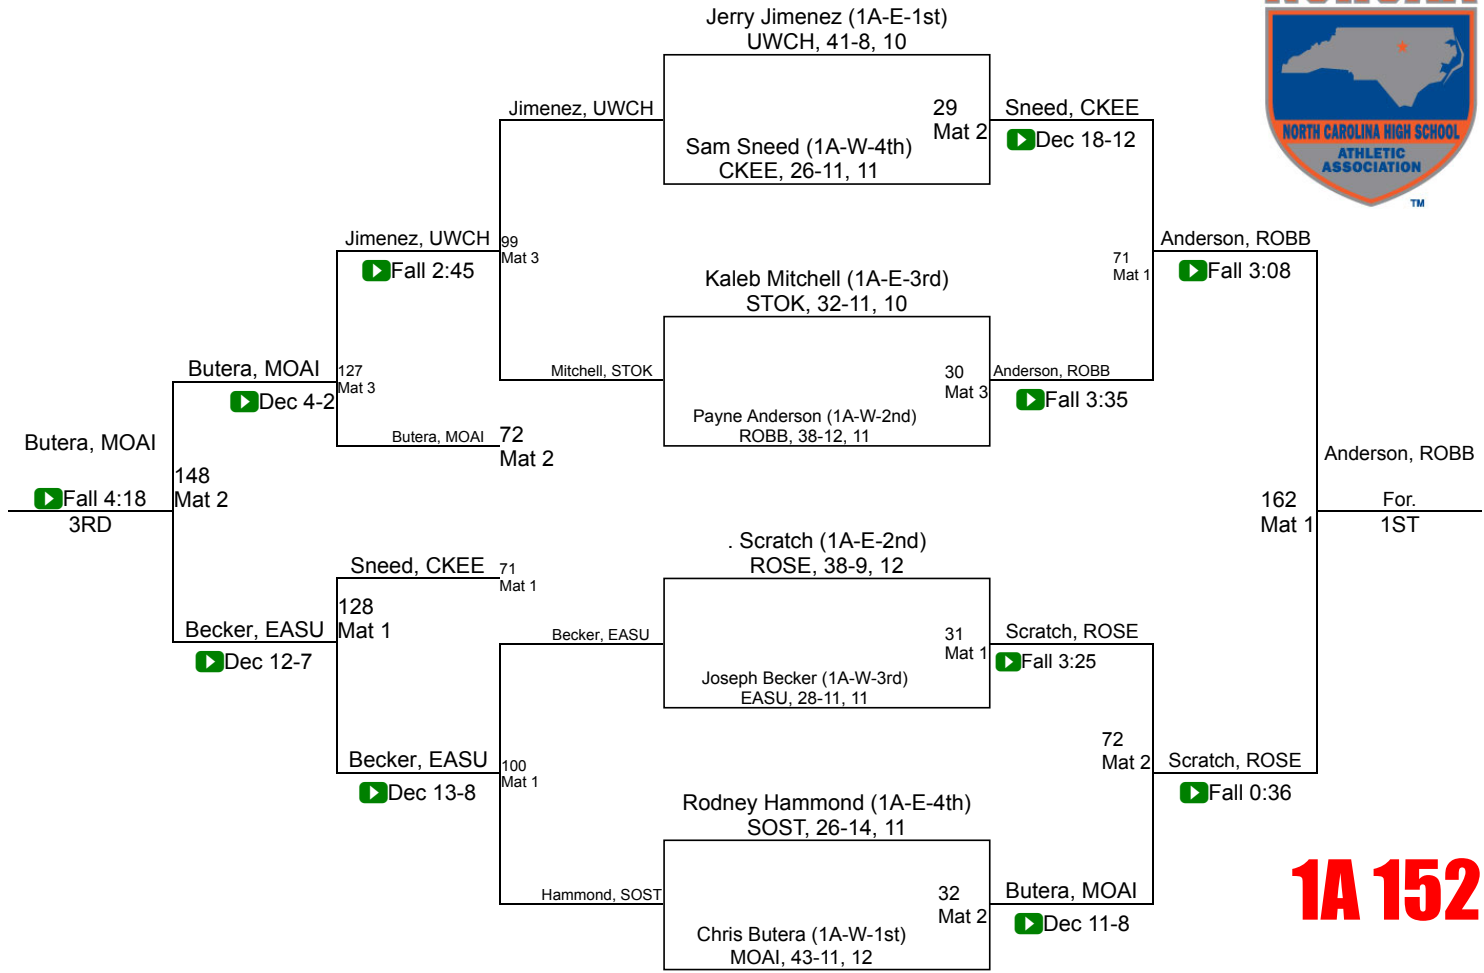 Jerry Jimenez (1A-E-1st)
UWCH, 41-8, 10
Jimenez, UWCH
29
Mat 2
Sneed, CKEE
Dec 18-12
Sam Sneed (1A-W-4th)
CKEE, 26-11, 11
NORTH CAROLINA HIGH SCHOOL
ATHLETIC
ASSOCIATION
TM
Jimenez, UWCH
Fall 2:45
99
Mat 3
71
Mat 1
Anderson, ROBB
Fall 3:08
Kaleb Mitchell (1A-E-3rd)
STOK, 32-11, 10
Mitchell, STOK
30
Mat 3
Anderson, ROBB
Fall 3:35
Payne Anderson (1A-W-2nd)
ROBB, 38-12, 11
Butera, MOAI
Dec 4-2
127
Mat 3
Butera, MOAI
72
Mat 2
Butera, MOAI
Fall 4:18
3RD
148
Mat 2
162
Mat 1
Anderson, ROBB
For.
1ST
. Scratch (1A-E-2nd)
ROSE, 38-9, 12
Sneed, CKEE
71
Mat 1
128
Mat 1
Becker, EASU
Dec 12-7
Becker, EASU
31
Mat 1
Scratch, ROSE
Fall 3:25
Joseph Becker (1A-W-3rd)
EASU, 28-11, 11
Becker, EASU
Dec 13-8
100
Mat 1
72
Mat 2
Scratch, ROSE
Fall 0:36
Rodney Hammond (1A-E-4th)
SOST, 26-14, 11
Hammond, SOST
32
Mat 2
Butera, MOAI
Dec 11-8
Chris Butera (1A-W-1st)
MOAI, 43-11, 12
1A 152